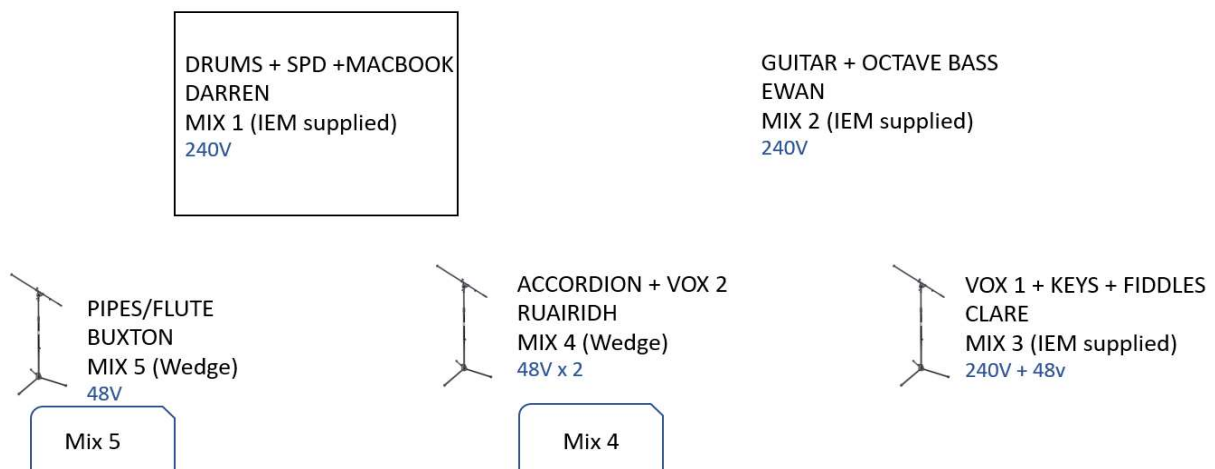 DRUMS + SPD +MACBOOK
DARREN
MIX 1 (IEM supplied)
240V
GUITAR + OCTAVE BASS
EWAN
MIX 2 (IEM supplied)
240V
PIPES/FLUTE
BUXTON
MIX 5 (Wedge)
48V
Mix 5
ACCORDION + VOX 2
RUAIRIDH
MIX 4 (Wedge)
48V x 2
Mix 4
VOX 1 + KEYS + FIDDLES
CLARE
MIX 3 (IEM supplied)
240V + 48v